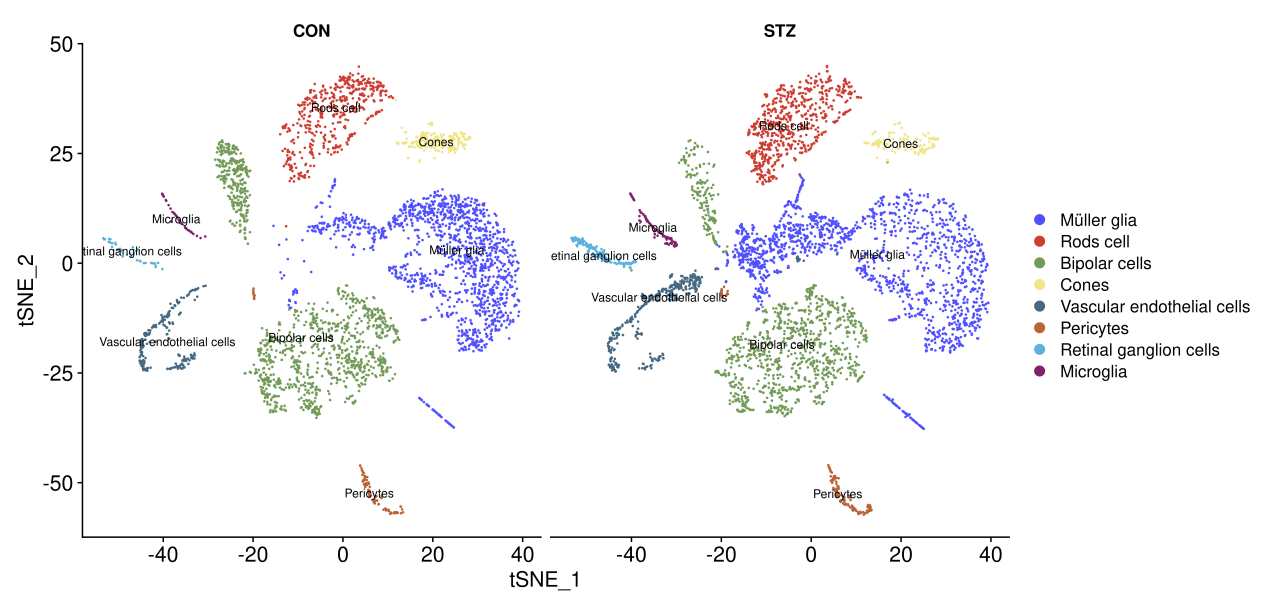 CON
STZ
50
25
0
-25
-50
tSNE_2
Rods cell
Cones
Microglia
tinal ganglion cells
Müller glia
Vascular endothelial cells
Bipolar cells
Pericytes
Rods cell
Cones
Microglia
etinal ganglion cells
Müller glia
Vascular endothelial cells
Bipolar cells
Pericytes
-40 -20 0 20 40
-40 -20 0 20 40
tSNE_1
Müller glia
Rods cell
Bipolar cells
Cones
Vascular endothelial cells
Pericytes
Retinal ganglion cells
Microglia